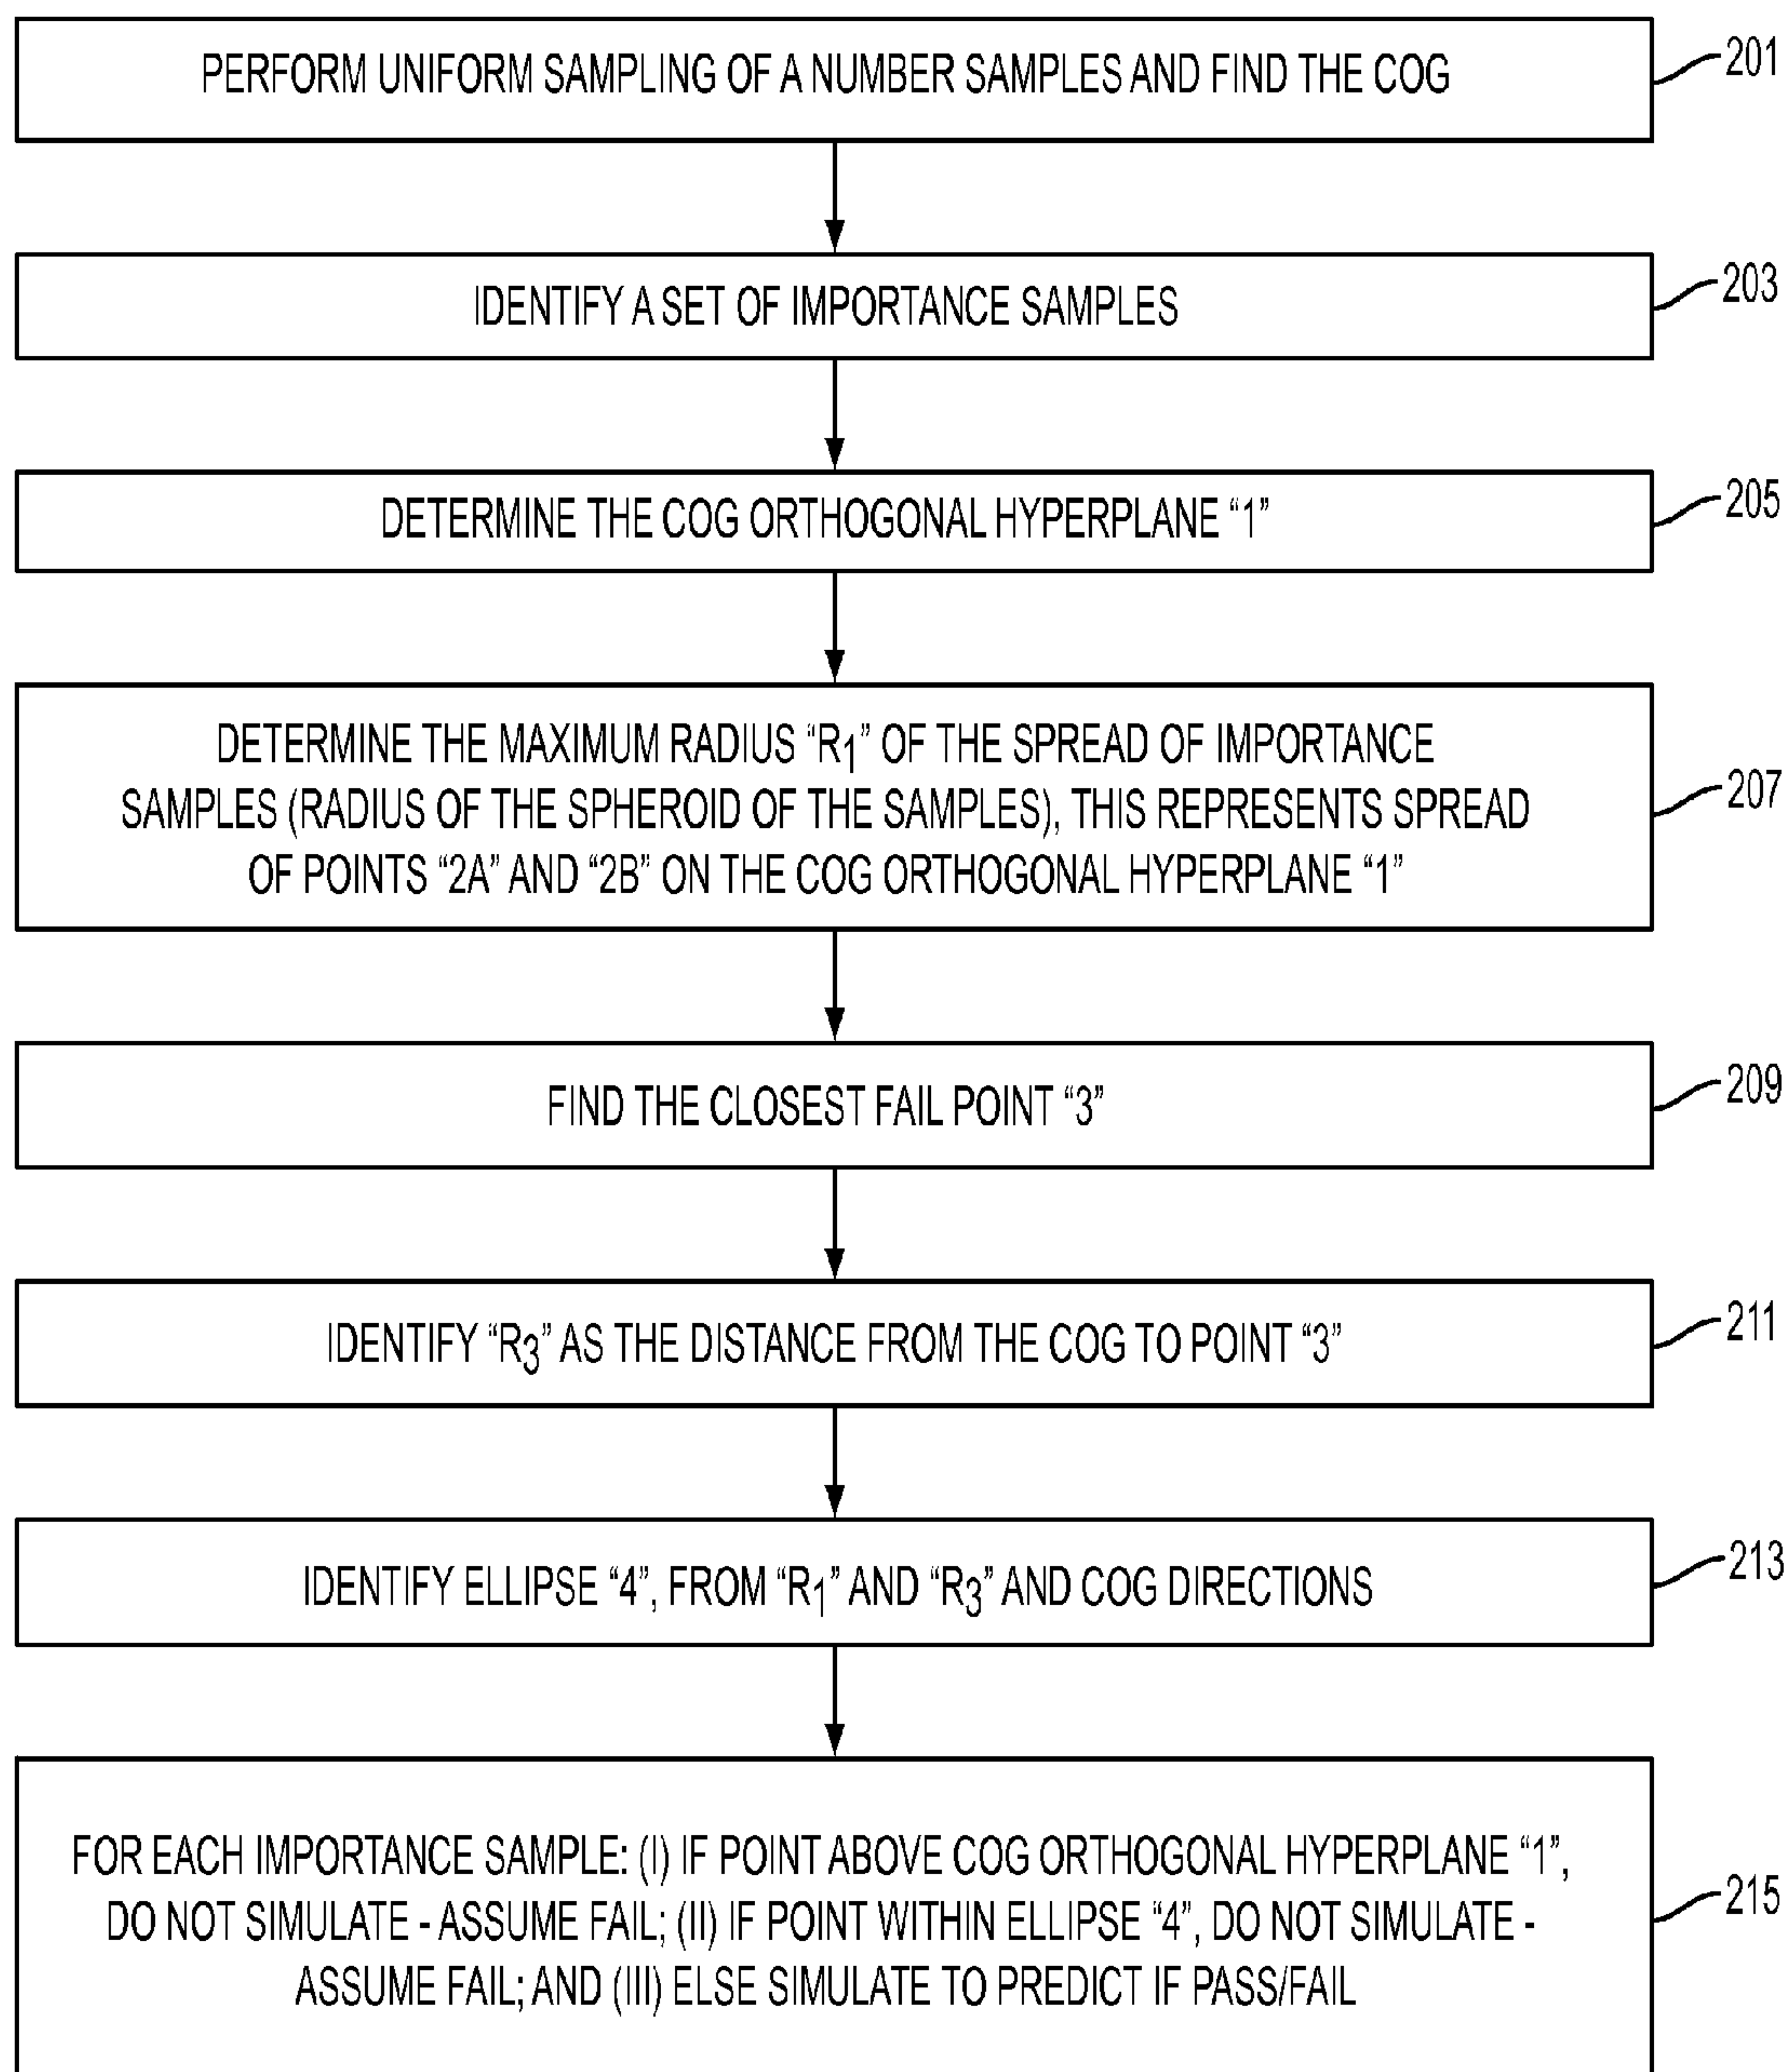 PERFORM UNIFORM SAMPLING OF A NUMBER SAMPLES AND FIND THE COG
201
IDENTIFY A SET OF IMPORTANCE SAMPLES
203
DETERMINE THE COG ORTHOGONAL HYPERPLANE “1”
205
DETERMINE THE MAXIMUM RADIUS “R1” OF THE SPREAD OF IMPORTANCE
SAMPLES (RADIUS OF THE SPHEROID OF THE SAMPLES), THIS REPRESENTS SPREAD
OF POINTS “2A” AND “2B” ON THE COG ORTHOGONAL HYPERPLANE “1”
207
FIND THE CLOSEST FAIL POINT “3”
209
IDENTIFY “R3” AS THE DISTANCE FROM THE COG TO POINT “3”
211
IDENTIFY ELLIPSE “4”, FROM “R1” AND “R3” AND COG DIRECTIONS
213
FOR EACH IMPORTANCE SAMPLE: (I) IF POINT ABOVE COG ORTHOGONAL HYPERPLANE “1”,
DO NOT SIMULATE - ASSUME FAIL; (II) IF POINT WITHIN ELLIPSE “4”, DO NOT SIMULATE -
ASSUME FAIL; AND (III) ELSE SIMULATE TO PREDICT IF PASS/FAIL
215